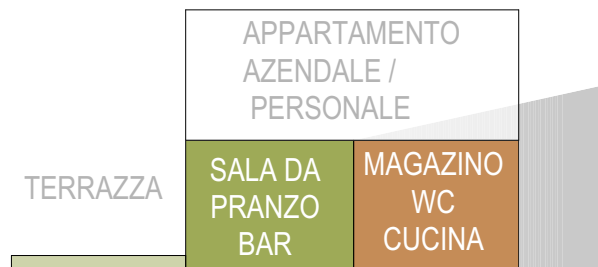 APPARTAMENTO
AZENDALE /
PERSONALE
TERRAZZA
SALA DA
PRANZO
BAR
MAGAZINO
WC
CUCINA